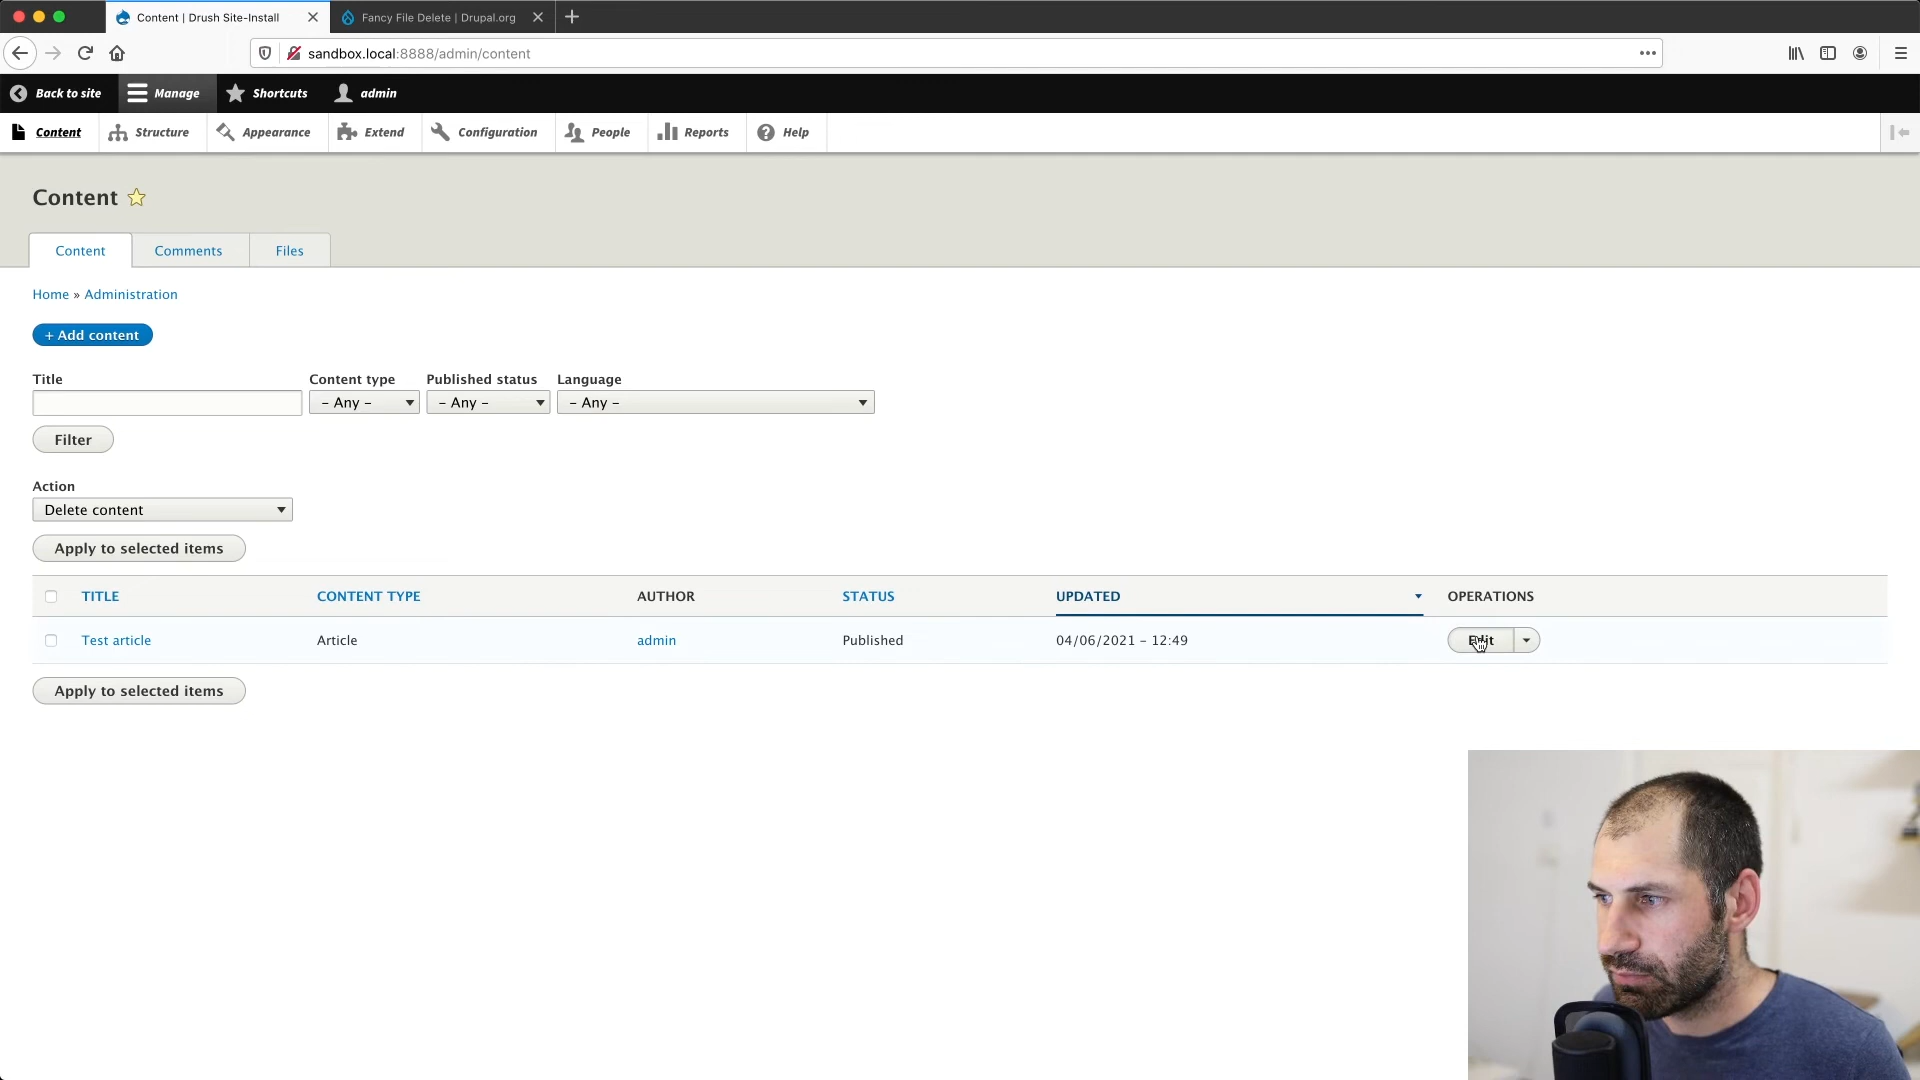 Content | Drush Site-Install
Fancy File Delete | Drupal.org
sandbox.local:8888/admin/content
Back to site
Manage
Shortcuts
admin
Content
Structure
Appearance
Extend
Configuration
People
Reports
Help
Content
Content
Comments
Files
Home » Administration
+ Add content
Title
Content type
Published status
Language
– Any –
– Any –
– Any –
Filter
Action
Delete content
Apply to selected items
TITLE
CONTENT TYPE
AUTHOR
STATUS
UPDATED
OPERATIONS
Test article
Article
admin
Published
04/06/2021 – 12:49
Edit
Apply to selected items